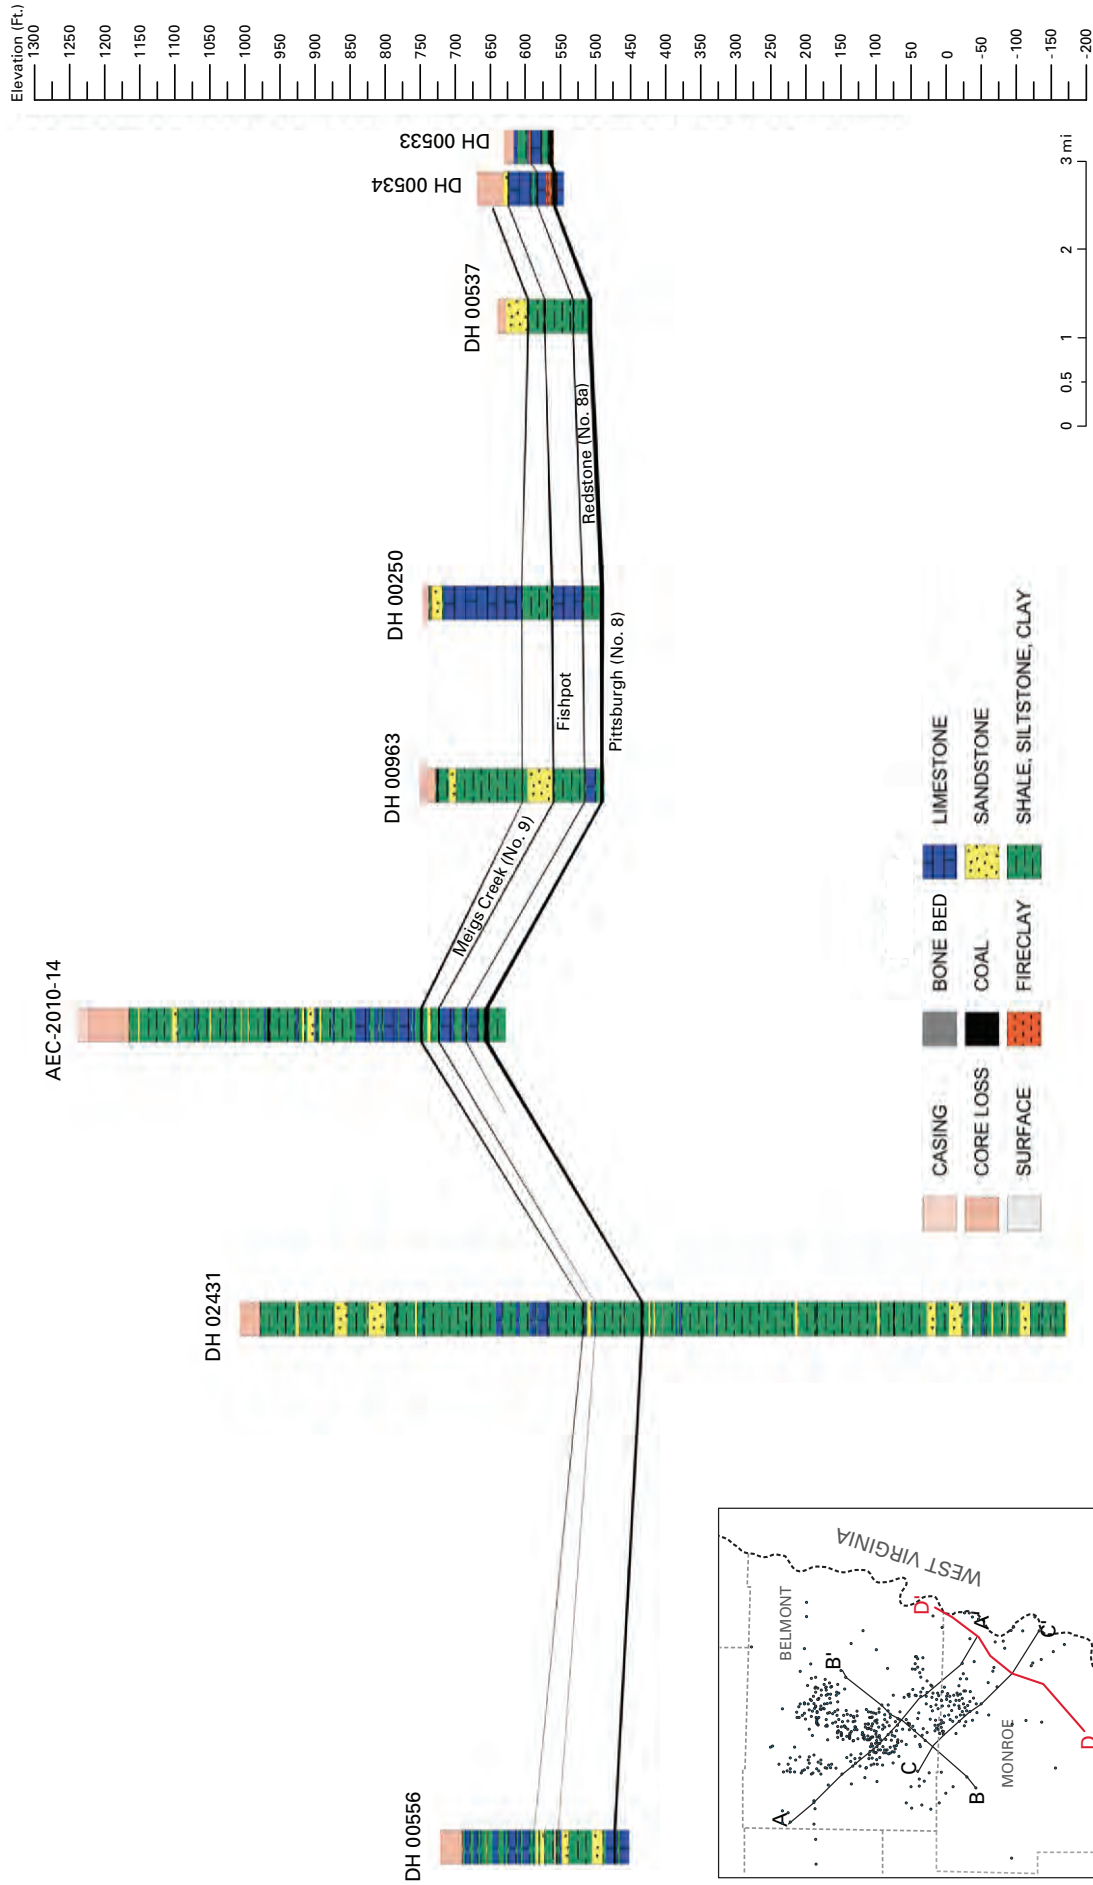 Elevation (Ft.)
1300
1250
1200
1150
1100
1050
1000
950
900
850
800
750
700
650
600
550
500
450
400
350
300
250
200
150
100
50
0
-50
-100
-150
-200
DH 00556
DH 02431
AEC-2010-14
DH 00963
DH 00250
DH 00537
DH 00534
DH 00533
Meigs Creek (No. 9)
Fishpot
Redstone (No. 8a)
Pittsburgh (No. 8)
0 0.5 1 2 3 mi
CASING
BONE BED
LIMESTONE
CORE LOSS
COAL
SANDSTONE
SURFACE
FIRECLAY
SHALE, SILTSTONE, CLAY
BELMONT
WEST VIRGINIA
MONROE
A
B'
D'
A'
C
C'
B
D